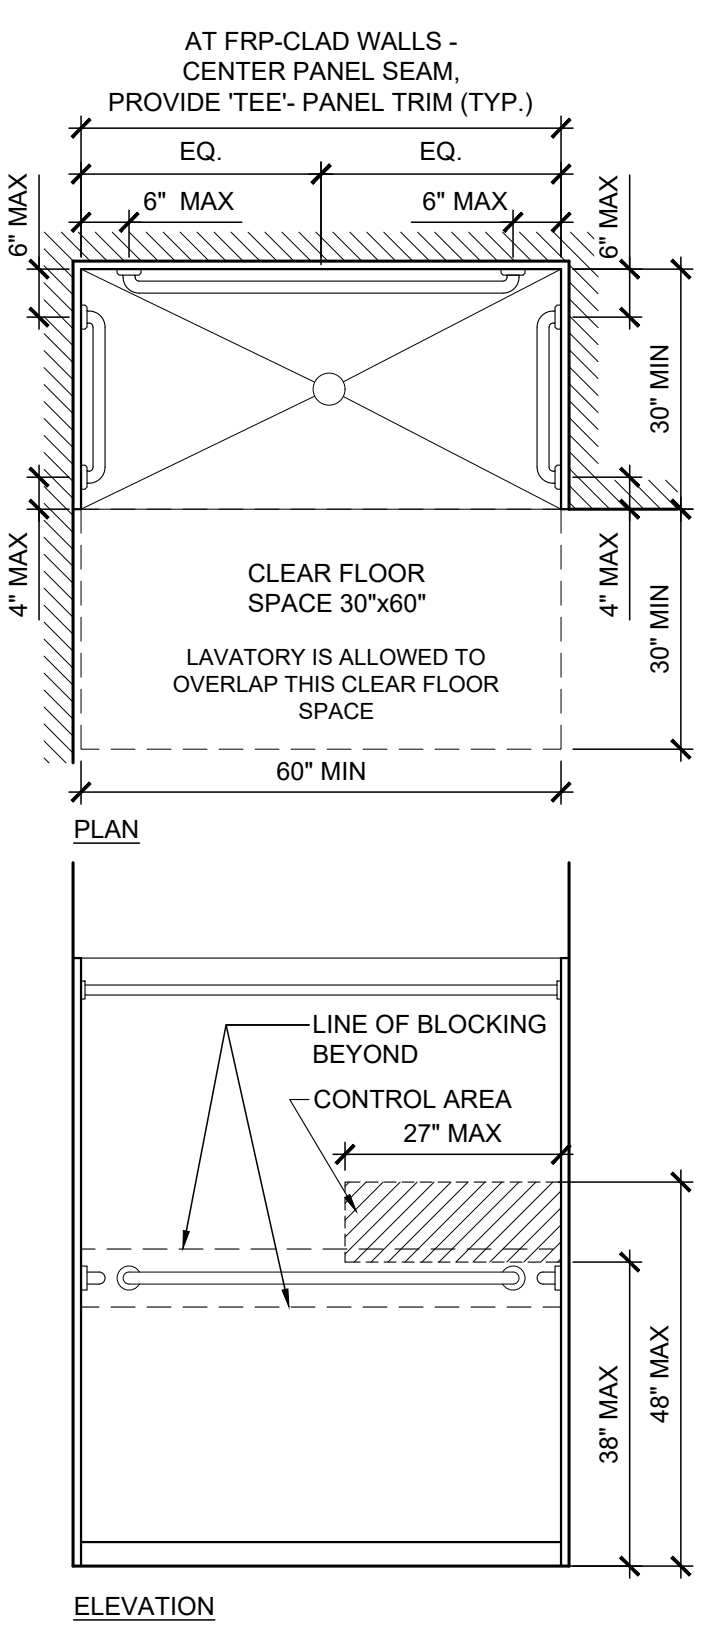 AT FRP-CLAD WALLS -
CENTER PANEL SEAM,
PROVIDE 'TEE'- PANEL TRIM (TYP.)
EQ.
EQ.
6" MAX
6" MAX
6" MAX
6" MAX
30" MIN
4" MAX
CLEAR FLOOR
SPACE 30"x60"
LAVATORY IS ALLOWED TO
OVERLAP THIS CLEAR FLOOR
SPACE
4" MAX
30" MIN
60" MIN
PLAN
LINE OF BLOCKING
BEYOND
CONTROL AREA
27" MAX
38" MAX
48" MAX
ELEVATION